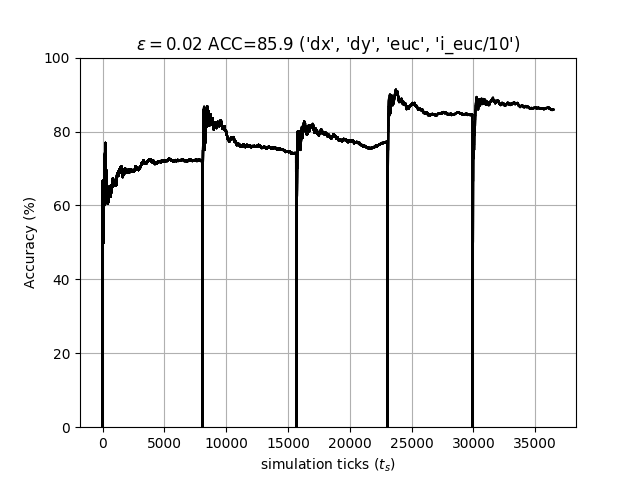 ε = 0.02 ACC=85.9 ('dx', 'dy', 'euc', 'i_euc/10')
100
80
60
40
20
0
Accuracy (%)
0 5000 10000 15000 20000 25000 30000 35000
simulation ticks (tₛ)